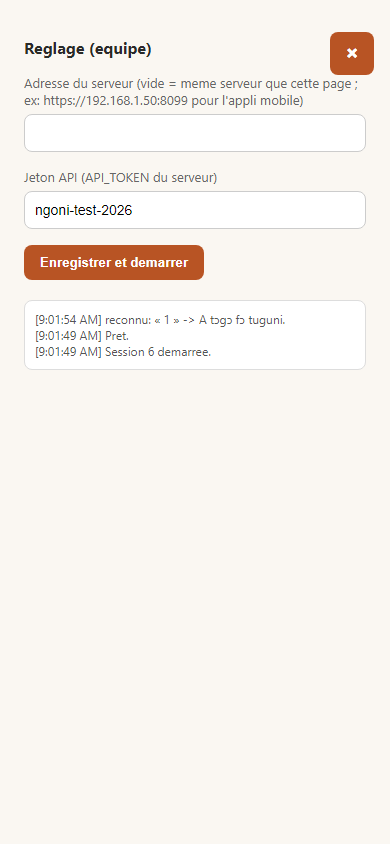 Reglage (equipe)
✖
Adresse du serveur (vide = meme serveur que cette page ;
ex: https://192.168.1.50:8099 pour l'appli mobile)
Jeton API (API_TOKEN du serveur)
ngoni-test-2026
Enregistrer et demarrer
[9:01:54 AM] reconnu: « 1 » -> A tɔgɔ fɔ tuguni.
[9:01:49 AM] Pret.
[9:01:49 AM] Session 6 demarree.